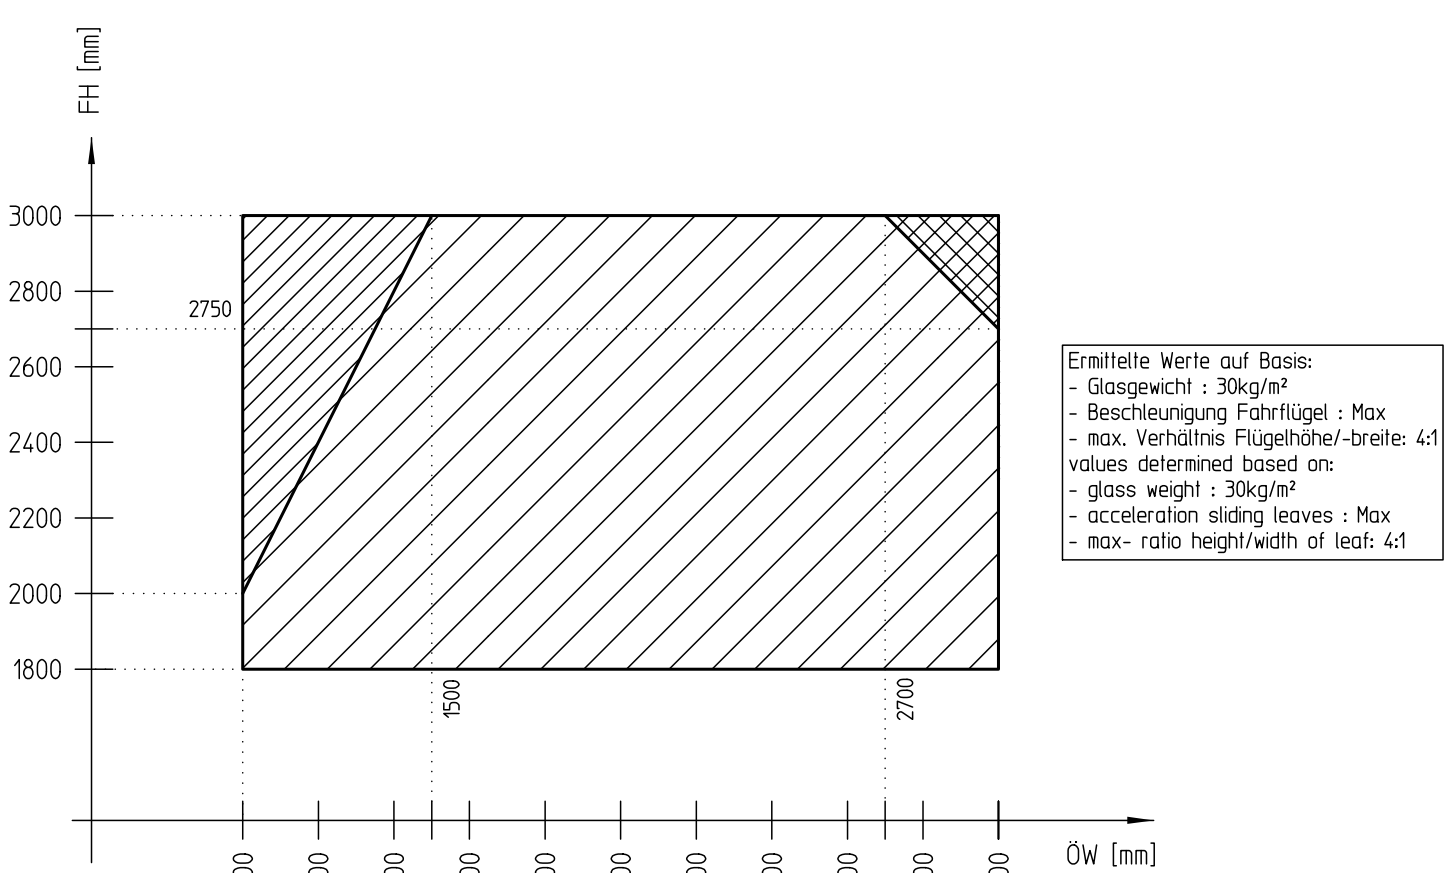 FH [mm]
3000
2800
2750
2600
2400
2200
2000
1800
1500
2700
Ermittelte Werte auf Basis:
- Glasgewicht : 30kg/m²
- Beschleunigung Fahrflügel : Max
- max. Verhältnis Flügelhöhe/-breite: 4:1
values determined based on:
- glass weight : 30kg/m²
- acceleration sliding leaves : Max
- max- ratio height/width of leaf: 4:1
ÖW [mm]